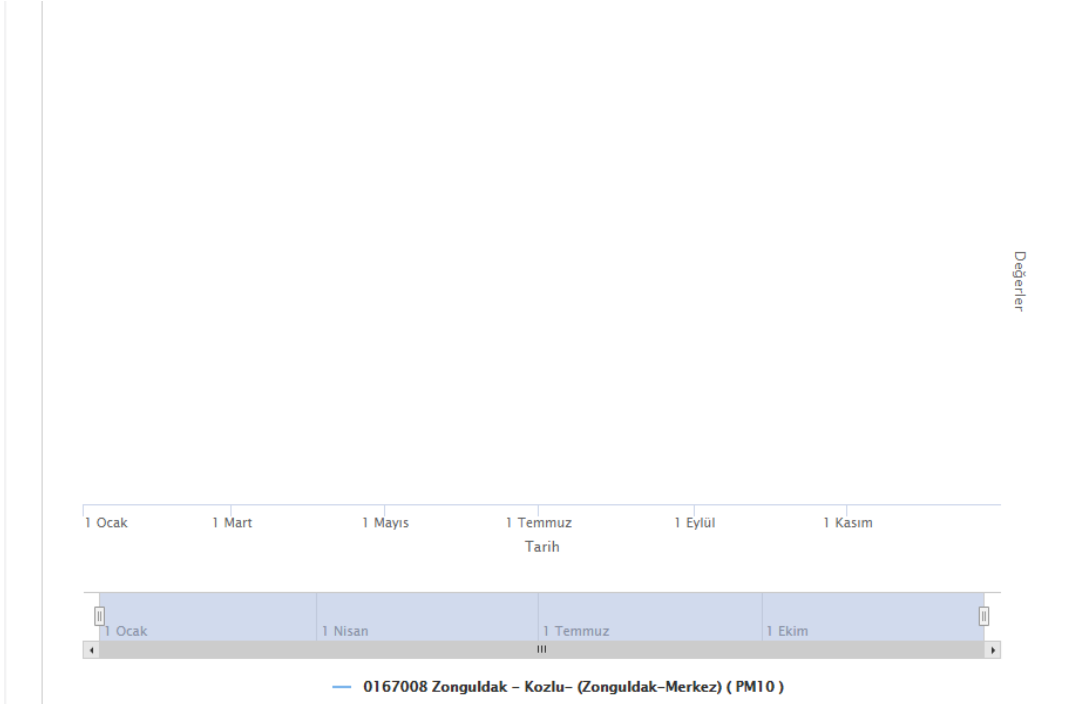 Değerler
1 Ocak 1 Mart 1 Mayıs 1 Temmuz 1 Eylül 1 Kasım
Tarih
1 Ocak 1 Nisan 1 Temmuz 1 Ekim
0167008 Zonguldak - Kozlu- (Zonguldak-Merkez) ( PM10 )